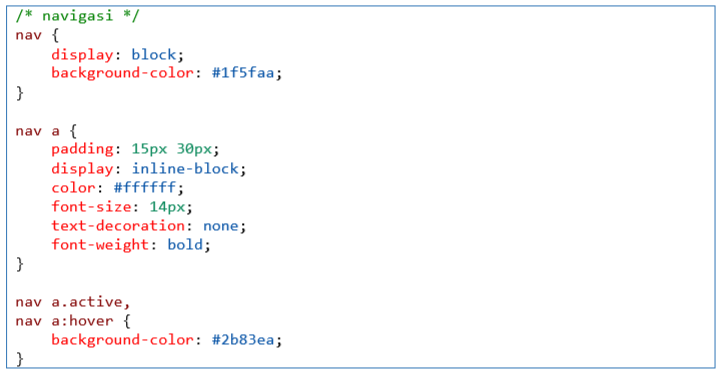 /* navigasi */
nav {
    display: block;
    background-color: #1f5faa;
}

nav a {
    padding: 15px 30px;
    display: inline-block;
    color: #ffffff;
    font-size: 14px;
    text-decoration: none;
    font-weight: bold;
}

nav a.active,
nav a:hover {
    background-color: #2b83ea;
}